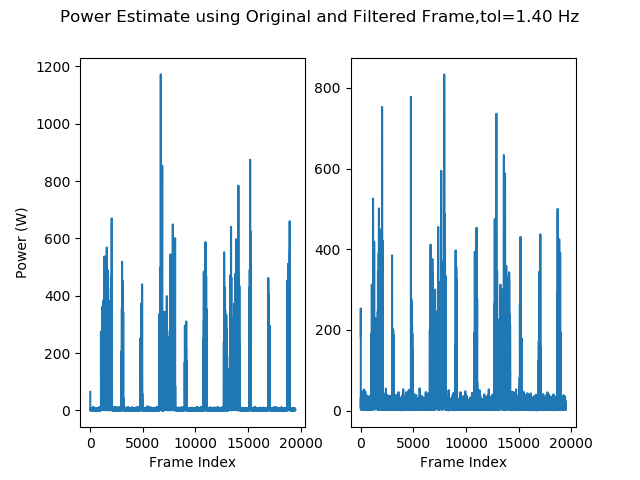 Power Estimate using Original and Filtered Frame,tol=1.40 Hz
1200
1000
800
600
400
200
0
Power (W)
0 5000 10000 15000 20000
Frame Index
800
600
400
200
0
0 5000 10000 15000 20000
Frame Index